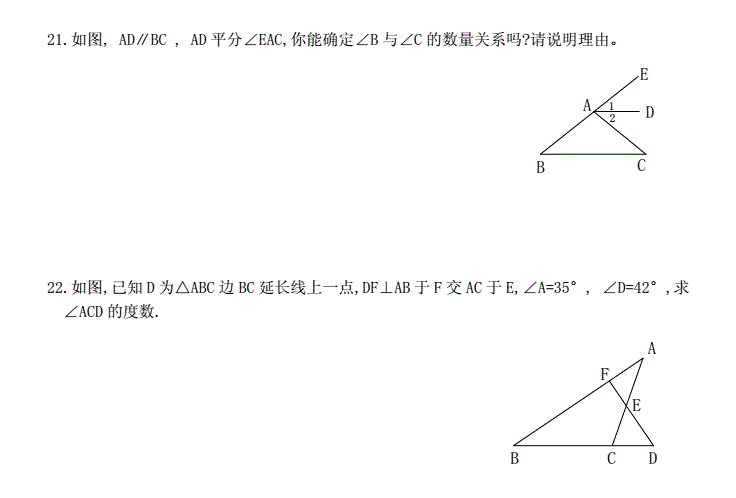 21.如图, AD∥BC , AD 平分∠EAC,你能确定∠B 与∠C 的数量关系吗?请说明理由。
E
A
1
D
2
B
C
22.如图,已知 D 为△ABC 边 BC 延长线上一点,DF⊥AB 于 F 交 AC 于 E,∠A=35°, ∠D=42°,求
∠ACD 的度数.
A
F
E
B
C
D